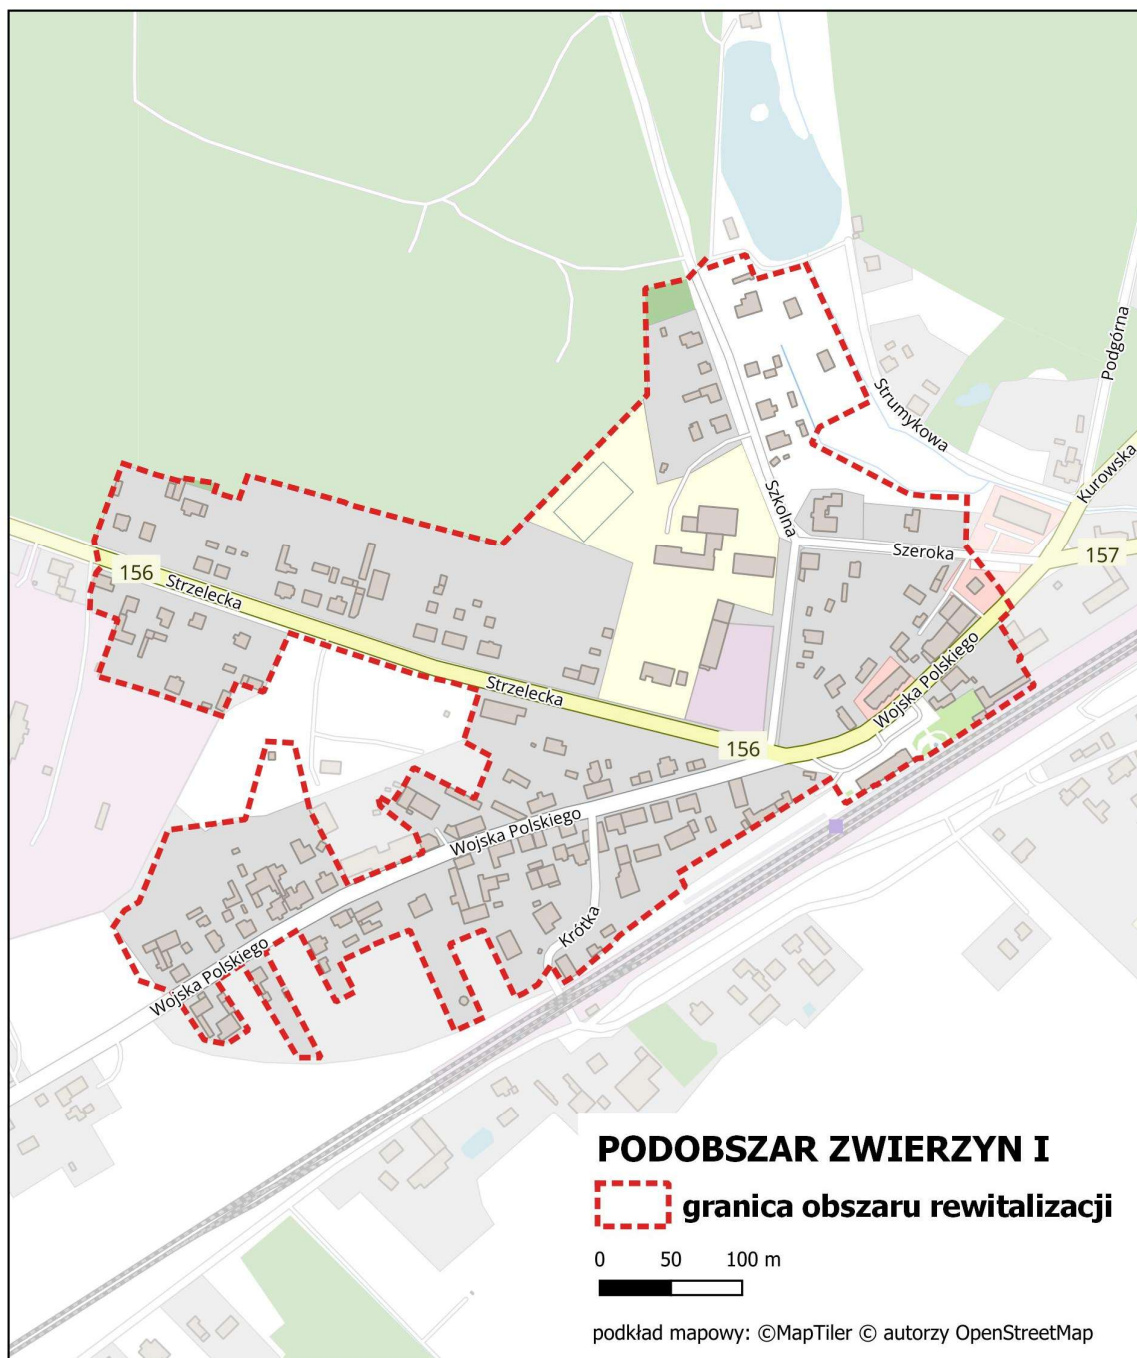 Podgórna
Strumykowa
Kurowska
Szkolna
Szeroka
157
156
Strzelecka
Wojska Polskiego
Strzelecka
156
Wojska Polskiego
Krótka
Wojska Polskiego
PODOBSZAR ZWIERZYN I
granica obszaru rewitalizacji
0 50 100 m
podkład mapowy: ©MapTiler © autorzy OpenStreetMap